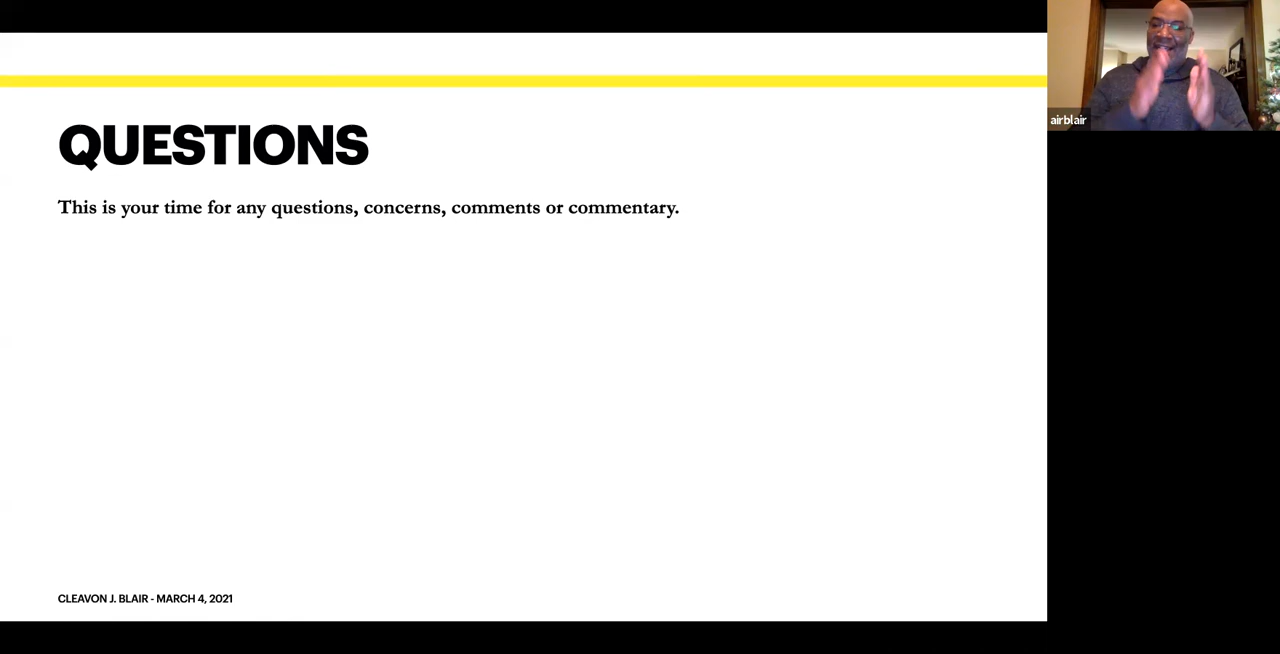 QUESTIONS
This is your time for any questions, concerns, comments or commentary.
CLEAVON J. BLAIR - MARCH 4, 2021
airblair